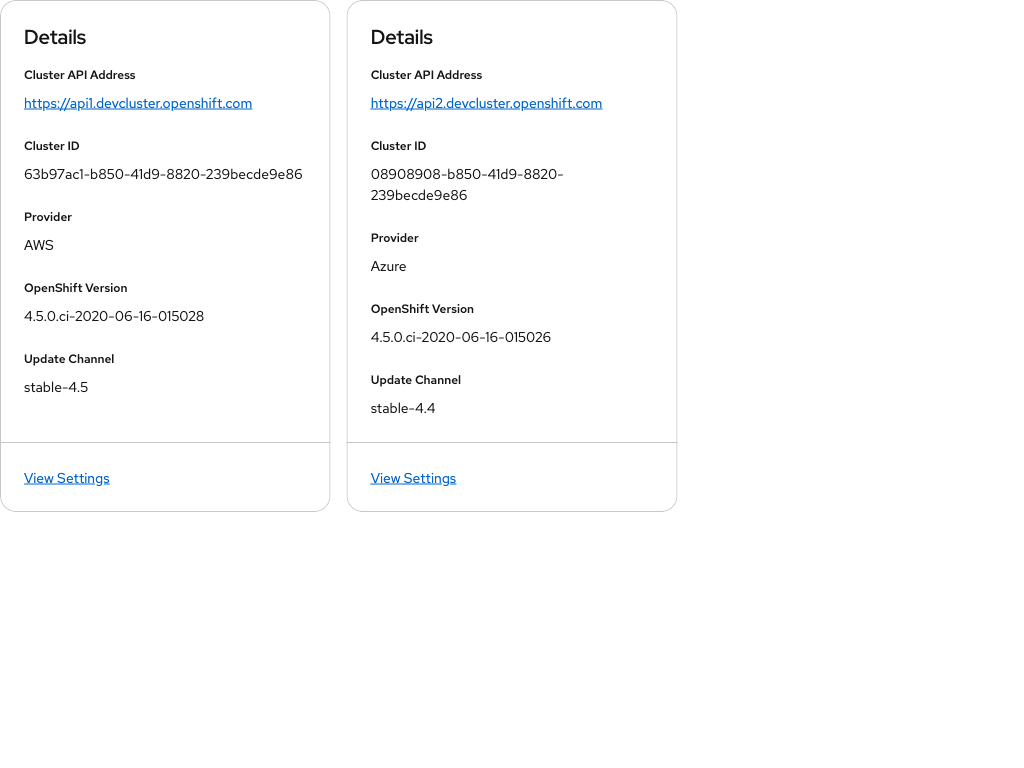 Details
Cluster API Address
https://api1.devcluster.openshift.com
Cluster ID
63b97ac1-b850-41d9-8820-239becde9e86
Provider
AWS
OpenShift Version
4.5.0.ci-2020-06-16-015028
Update Channel
stable-4.5
View Settings
Details
Cluster API Address
https://api2.devcluster.openshift.com
Cluster ID
08908908-b850-41d9-8820-
239becde9e86
Provider
Azure
OpenShift Version
4.5.0.ci-2020-06-16-015026
Update Channel
stable-4.4
View Settings